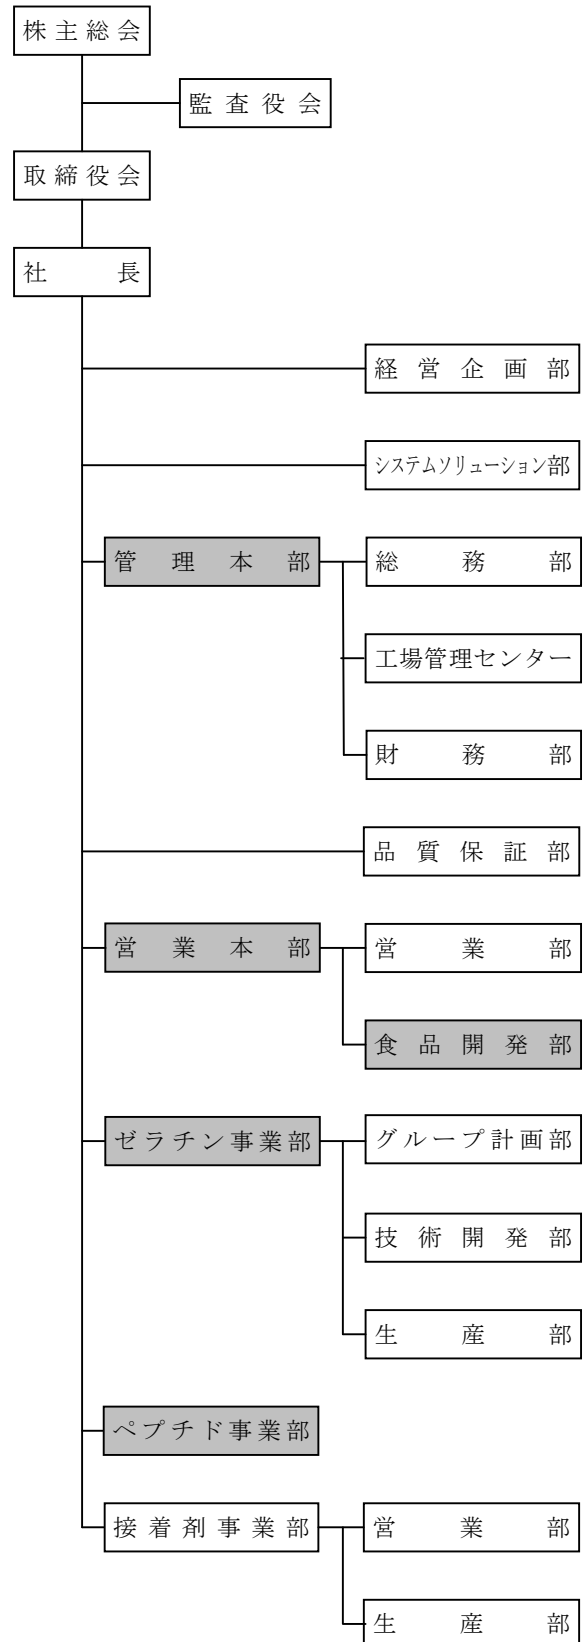 株主総会
監査役会
取締役会
社長
経営企画部
システムソリューション部
管理本部
総務部
工場管理センター
財務部
品質保証部
営業本部
営業部
食品開発部
ゼラチン事業部
グループ計画部
技術開発部
生産部
ペプチド事業部
接着剤事業部
営業部
生産部